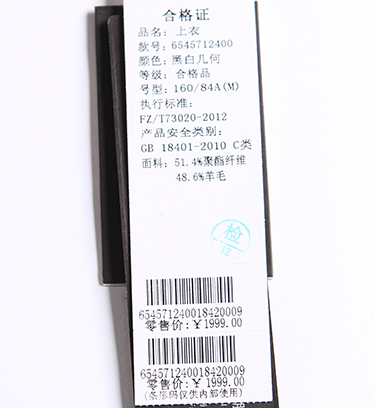 合格证
品名: 上衣
款号: 6545712400
颜色: 黑白几何
等级: 合格品
号型: 160/84A(M)
执行标准:
FZ/T73020-2012
产品安全类别:
GB 18401-2010 C类
面料: 51.4%聚酯纤维
48.6%羊毛
检
12
654571240018420009
零售价: ¥ 1999.00
654571240018420009
零售价: ¥ 1999.00
(条形码仅供内部使用)